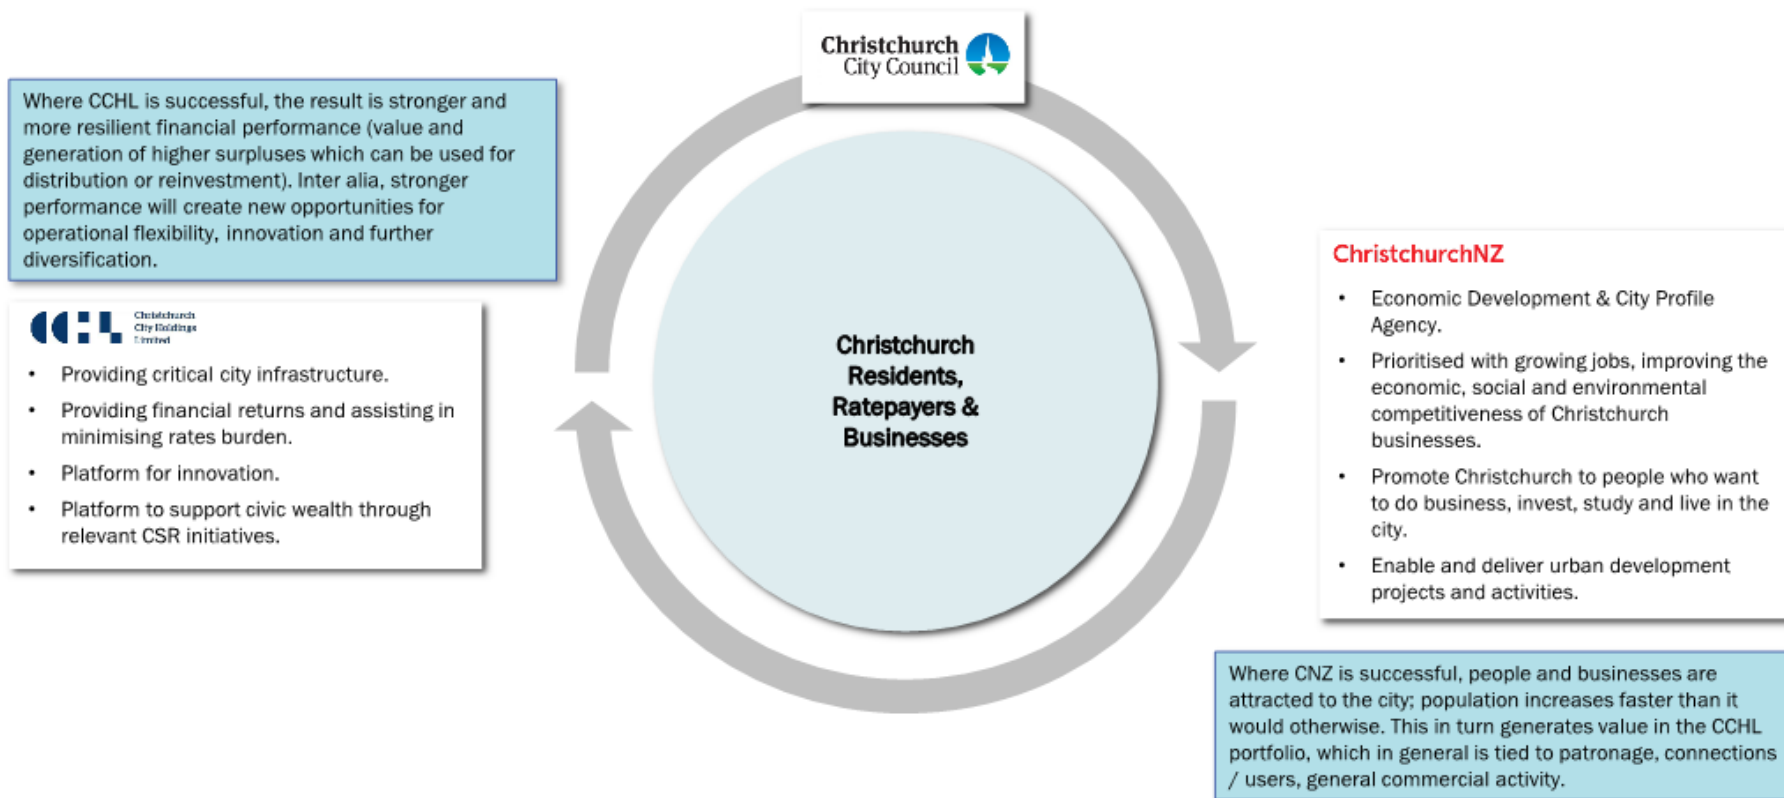 Christchurch
City Council
Where CCHL is successful, the result is stronger and
more resilient financial performance (value and
generation of higher surpluses which can be used for
distribution or reinvestment). Inter alia, stronger
performance will create new opportunities for
operational flexibility, innovation and further
diversification.
CCHL Christchurch
City Holdings
Limited
• Providing critical city infrastructure.
• Providing financial returns and assisting in
minimising rates burden.
• Platform for innovation.
• Platform to support civic wealth through
relevant CSR initiatives.
Christchurch
Residents,
Ratepayers &
Businesses
ChristchurchNZ
• Economic Development & City Profile
Agency.
• Prioritised with growing jobs, improving the
economic, social and environmental
competitiveness of Christchurch
businesses.
• Promote Christchurch to people who want
to do business, invest, study and live in the
city.
• Enable and deliver urban development
projects and activities.
Where CNZ is successful, people and businesses are
attracted to the city; population increases faster than it
would otherwise. This in turn generates value in the CCHL
portfolio, which in general is tied to patronage, connections
/ users, general commercial activity.